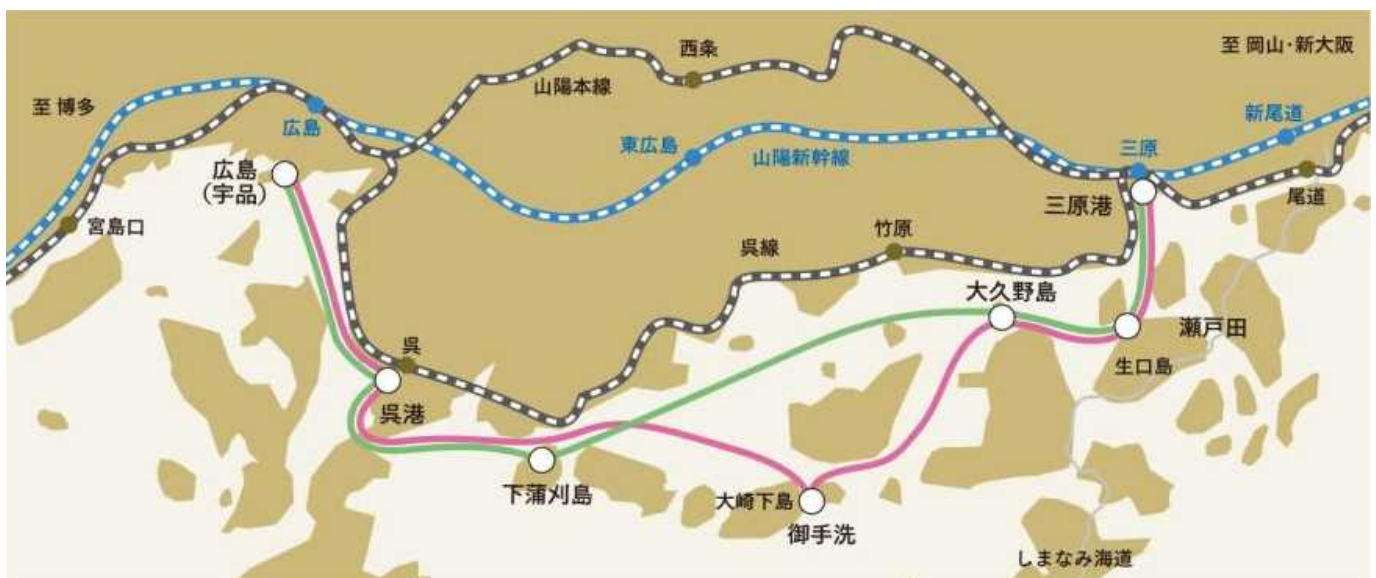 西条
至 岡山・新大阪
山陽本線
至 博多
新尾道
広島
東広島
山陽新幹線
三原
広島
(宇品)
三原港
尾道
宮島口
竹原
呉線
大久野島
瀬戸田
呉
生口島
呉港
下蒲刈島
大崎下島
御手洗
しまなみ海道